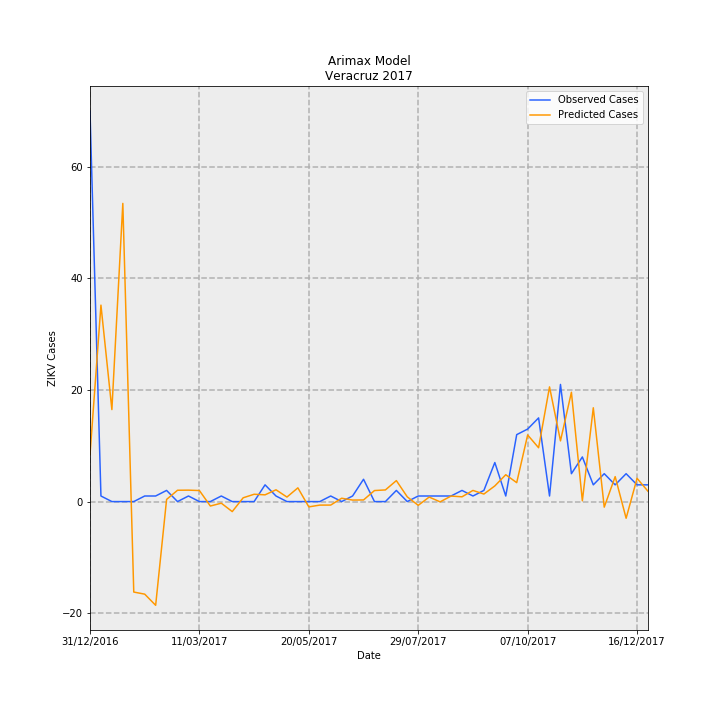 Arimax Model
Veracruz 2017
Observed Cases
Predicted Cases
ZIKV Cases
60
40
20
0
−20
31/12/2016
11/03/2017
20/05/2017
29/07/2017
07/10/2017
16/12/2017
Date